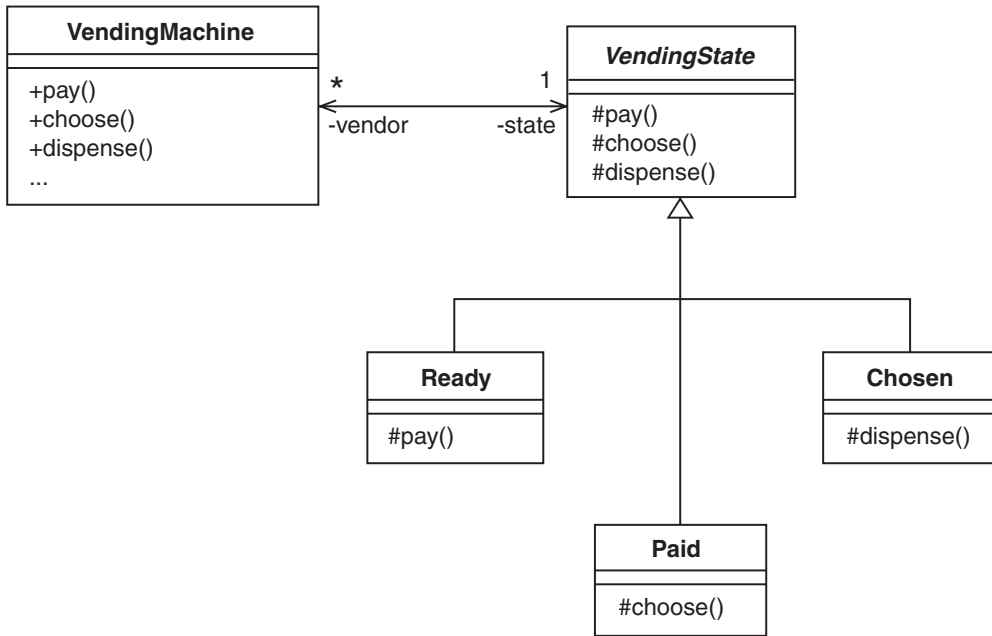 VendingMachine
+pay()
+choose()
+dispense()
...
*
-vendor
1
-state
VendingState
#pay()
#choose()
#dispense()
Ready
#pay()
Paid
#choose()
Chosen
#dispense()